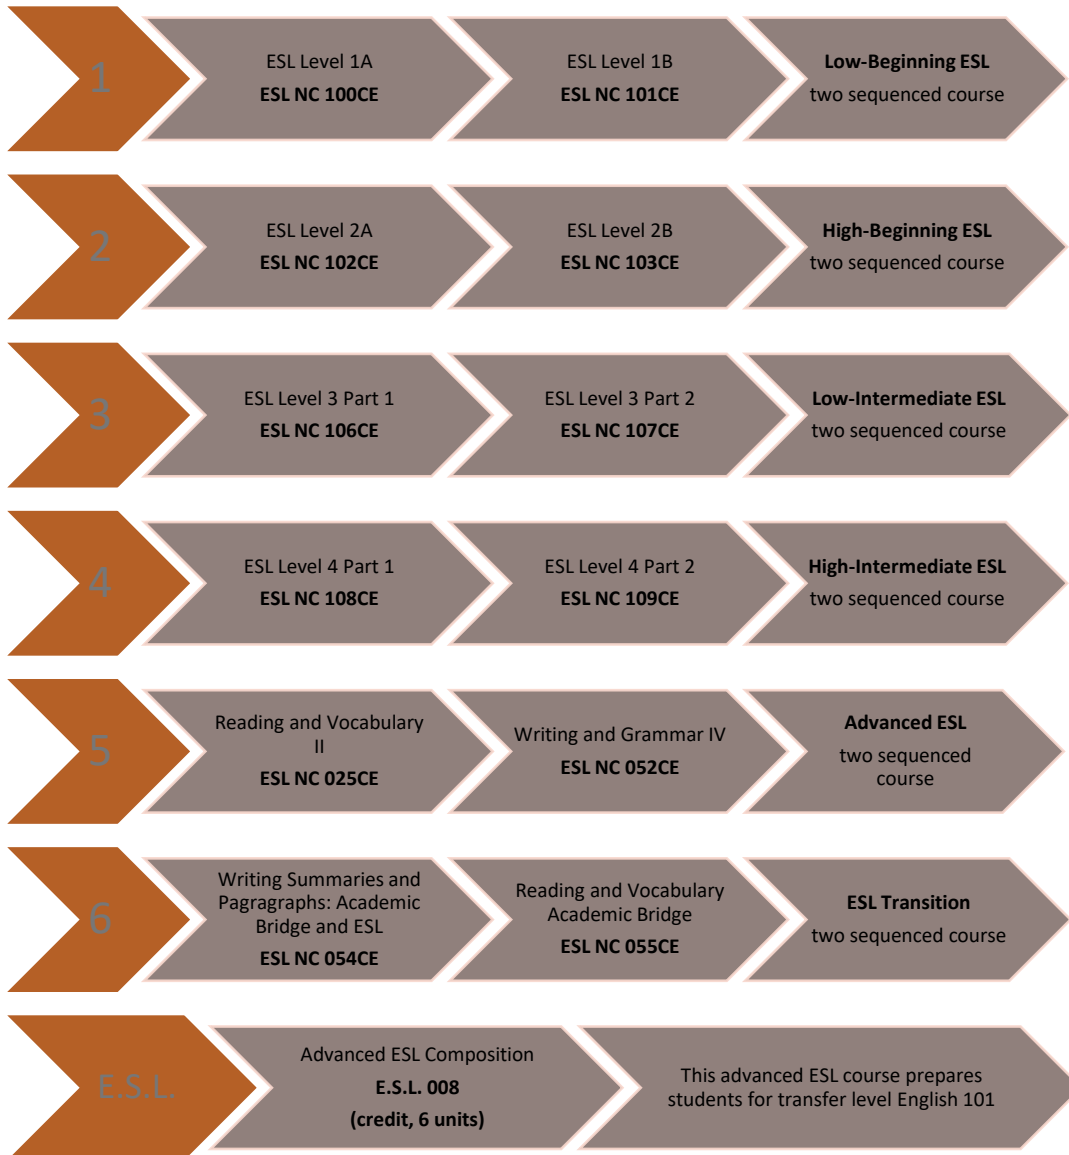 1
ESL Level 1A
ESL NC 100CE
ESL Level 1B
ESL NC 101CE
Low-Beginning ESL
two sequenced course
2
ESL Level 2A
ESL NC 102CE
ESL Level 2B
ESL NC 103CE
High-Beginning ESL
two sequenced course
3
ESL Level 3 Part 1
ESL NC 106CE
ESL Level 3 Part 2
ESL NC 107CE
Low-Intermediate ESL
two sequenced course
4
ESL Level 4 Part 1
ESL NC 108CE
ESL Level 4 Part 2
ESL NC 109CE
High-Intermediate ESL
two sequenced course
5
Reading and Vocabulary
II
ESL NC 025CE
Writing and Grammar IV
ESL NC 052CE
Advanced ESL
two sequenced
course
6
Writing Summaries and
Pagragraphs: Academic
Bridge and ESL
ESL NC 054CE
Reading and Vocabulary
Academic Bridge
ESL NC 055CE
ESL Transition
two sequenced course
E.S.L.
Advanced ESL Composition
E.S.L. 008
(credit, 6 units)
This advanced ESL course prepares
students for transfer level English 101